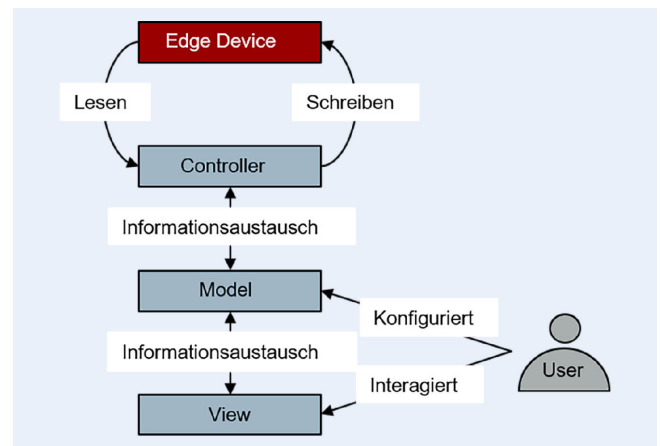 Edge Device
Lesen
Schreiben
Controller
Informationsaustausch
Model
Konfiguriert
Informationsaustausch
User
Interagiert
View